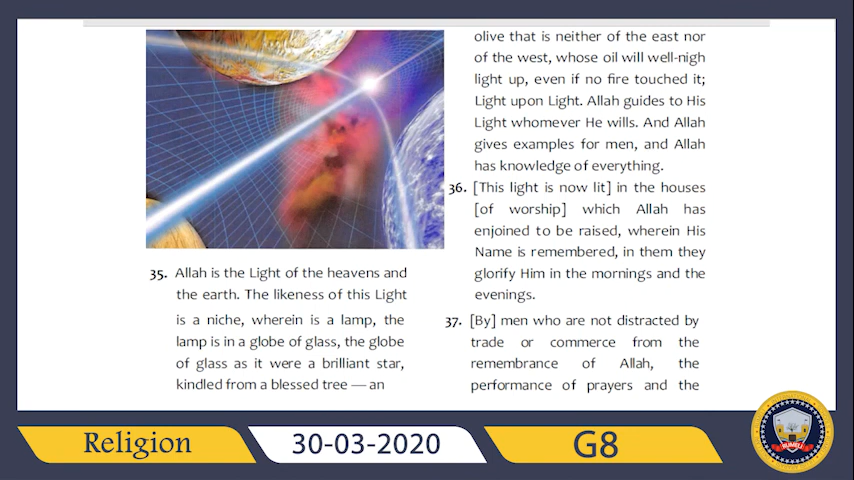 35. Allah is the Light of the heavens and
the earth. The likeness of this Light
is a niche, wherein is a lamp, the
lamp is in a globe of glass, the globe
of glass as it were a brilliant star,
kindled from a blessed tree — an
olive that is neither of the east nor
of the west, whose oil will well-nigh
light up, even if no fire touched it;
Light upon Light. Allah guides to His
Light whomever He wills. And Allah
gives examples for men, and Allah
has knowledge of everything.
36. [This light is now lit] in the houses
[of worship] which Allah has
enjoined to be raised, wherein His
Name is remembered, in them they
glorify Him in the mornings and the
evenings.
37. [By] men who are not distracted by
trade or commerce from the
remembrance of Allah, the
performance of prayers and the
Religion
30-03-2020
G8